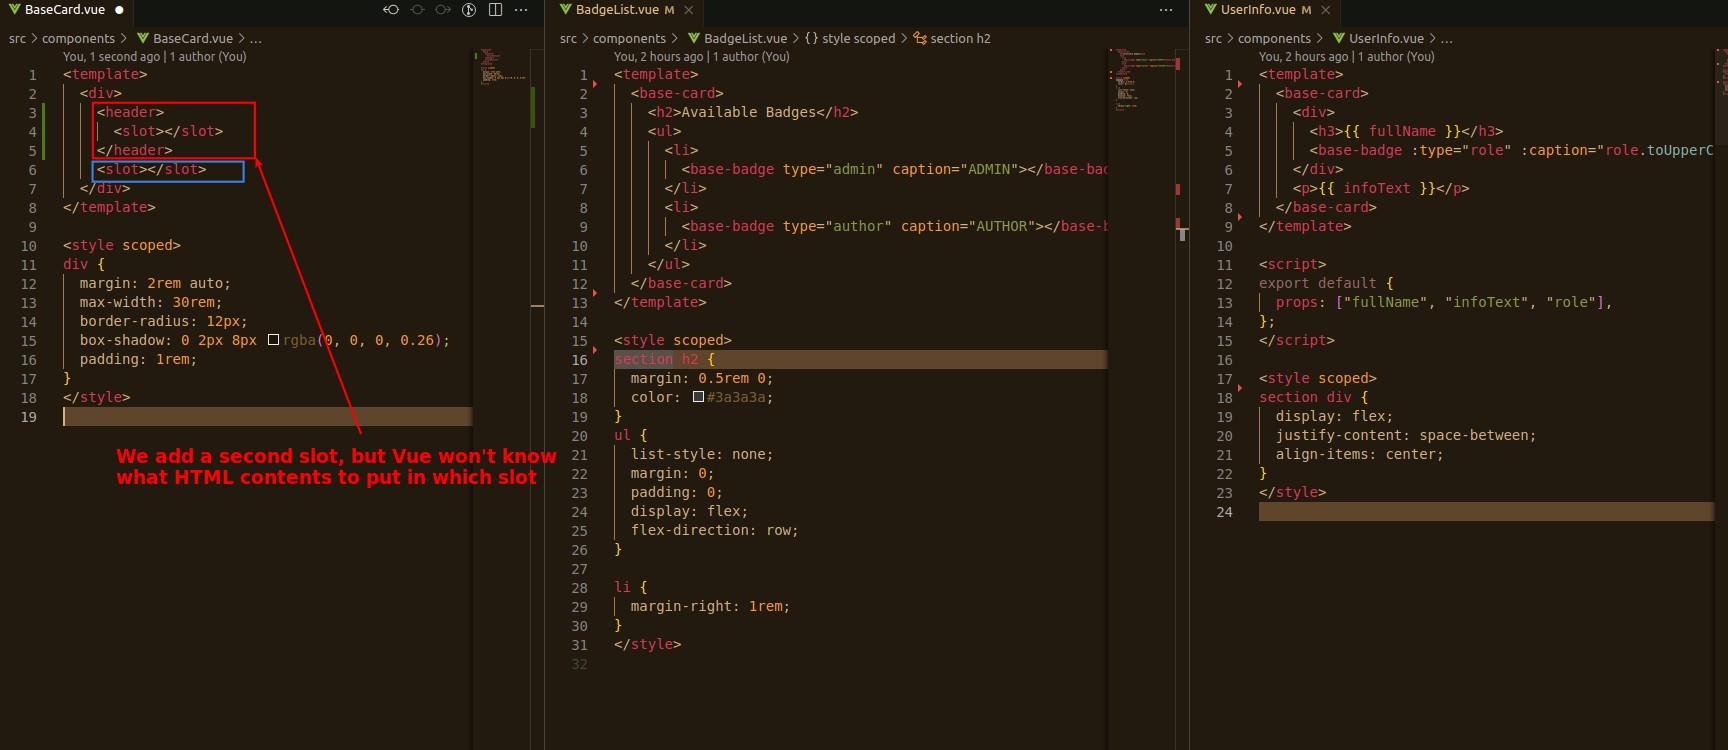 BaseCard.vue
src > components > BaseCard.vue > ...
You, 1 second ago | 1 author (You)
1 <template>
2 <div>
3 <header>
4 <slot></slot>
5 </header>
6 <slot></slot>
7 </div>
8 </template>
9
10 <style scoped>
11 div {
12 margin: 2rem auto;
13 max-width: 30rem;
14 border-radius: 12px;
15 box-shadow: 0 2px 8px rgba(0, 0, 0, 0.26);
16 padding: 1rem;
17 }
18 </style>
19
We add a second slot, but Vue won't know
what HTML contents to put in which slot
BadgeList.vue M
src > components > BadgeList.vue > {} style scoped > section h2
You, 2 hours ago | 1 author (You)
1 <template>
2 <base-card>
3 <h2>Available Badges</h2>
4 <ul>
5 <li>
6 <base-badge type="admin" caption="ADMIN"></base-bad
7 </li>
8 <li>
9 <base-badge type="author" caption="AUTHOR"></base-b
10 </li>
11 </ul>
12 </base-card>
13 </template>
14
15 <style scoped>
16 section h2 {
17 margin: 0.5rem 0;
18 color: #3a3a3a;
19 }
20 ul {
21 list-style: none;
22 margin: 0;
23 padding: 0;
24 display: flex;
25 flex-direction: row;
26 }
27
28 li {
29 margin-right: 1rem;
30 }
31 </style>
32
UserInfo.vue M
src > components > UserInfo.vue > ...
You, 2 hours ago | 1 author (You)
1 <template>
2 <base-card>
3 <div>
4 <h3>{{ fullName }}</h3>
5 <base-badge :type="role" :caption="role.toUpperC
6 </div>
7 <p>{{ infoText }}</p>
8 </base-card>
9 </template>
10
11 <script>
12 export default {
13 props: ["fullName", "infoText", "role"],
14 };
15 </script>
16
17 <style scoped>
18 section div {
19 display: flex;
20 justify-content: space-between;
21 align-items: center;
22 }
23 </style>
24